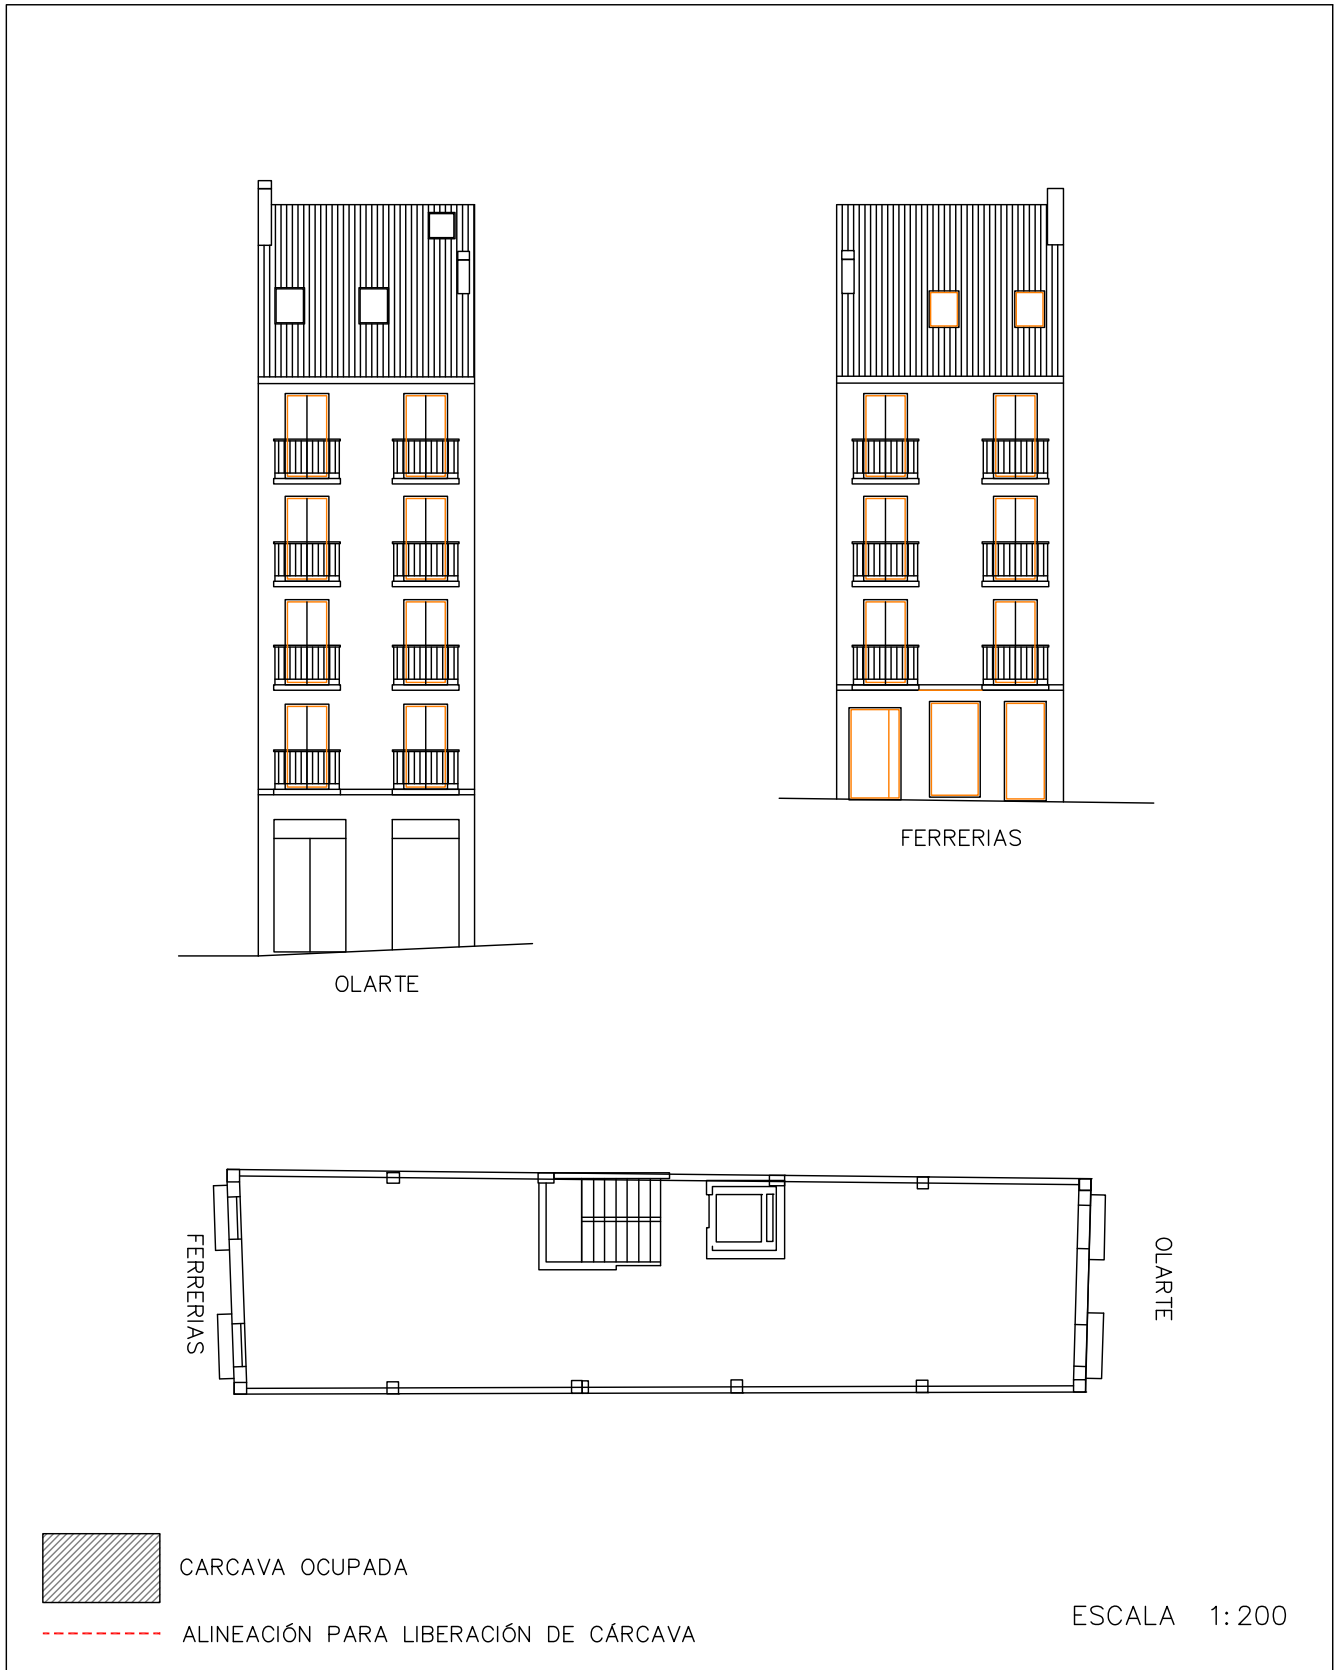 FERRERIAS
OLARTE
FERRERIAS
OLARTE
CARCAVA OCUPADA
ALINEACIÓN PARA LIBERACIÓN DE CÁRCAVA
ESCALA 1:200